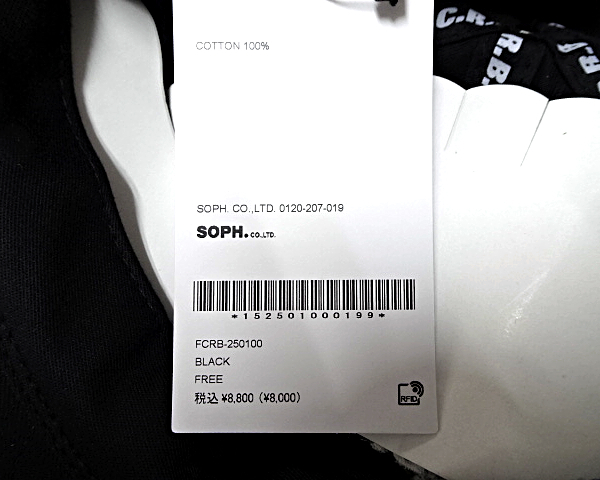 COTTON 100%
SOPH. CO.,LTD. 0120-207-019
SOPH. CO.,LTD.
*152501000199*
FCRB-250100
BLACK
FREE
税込 ¥8,800 (¥8,000)
RFID
C.R.
R.B.